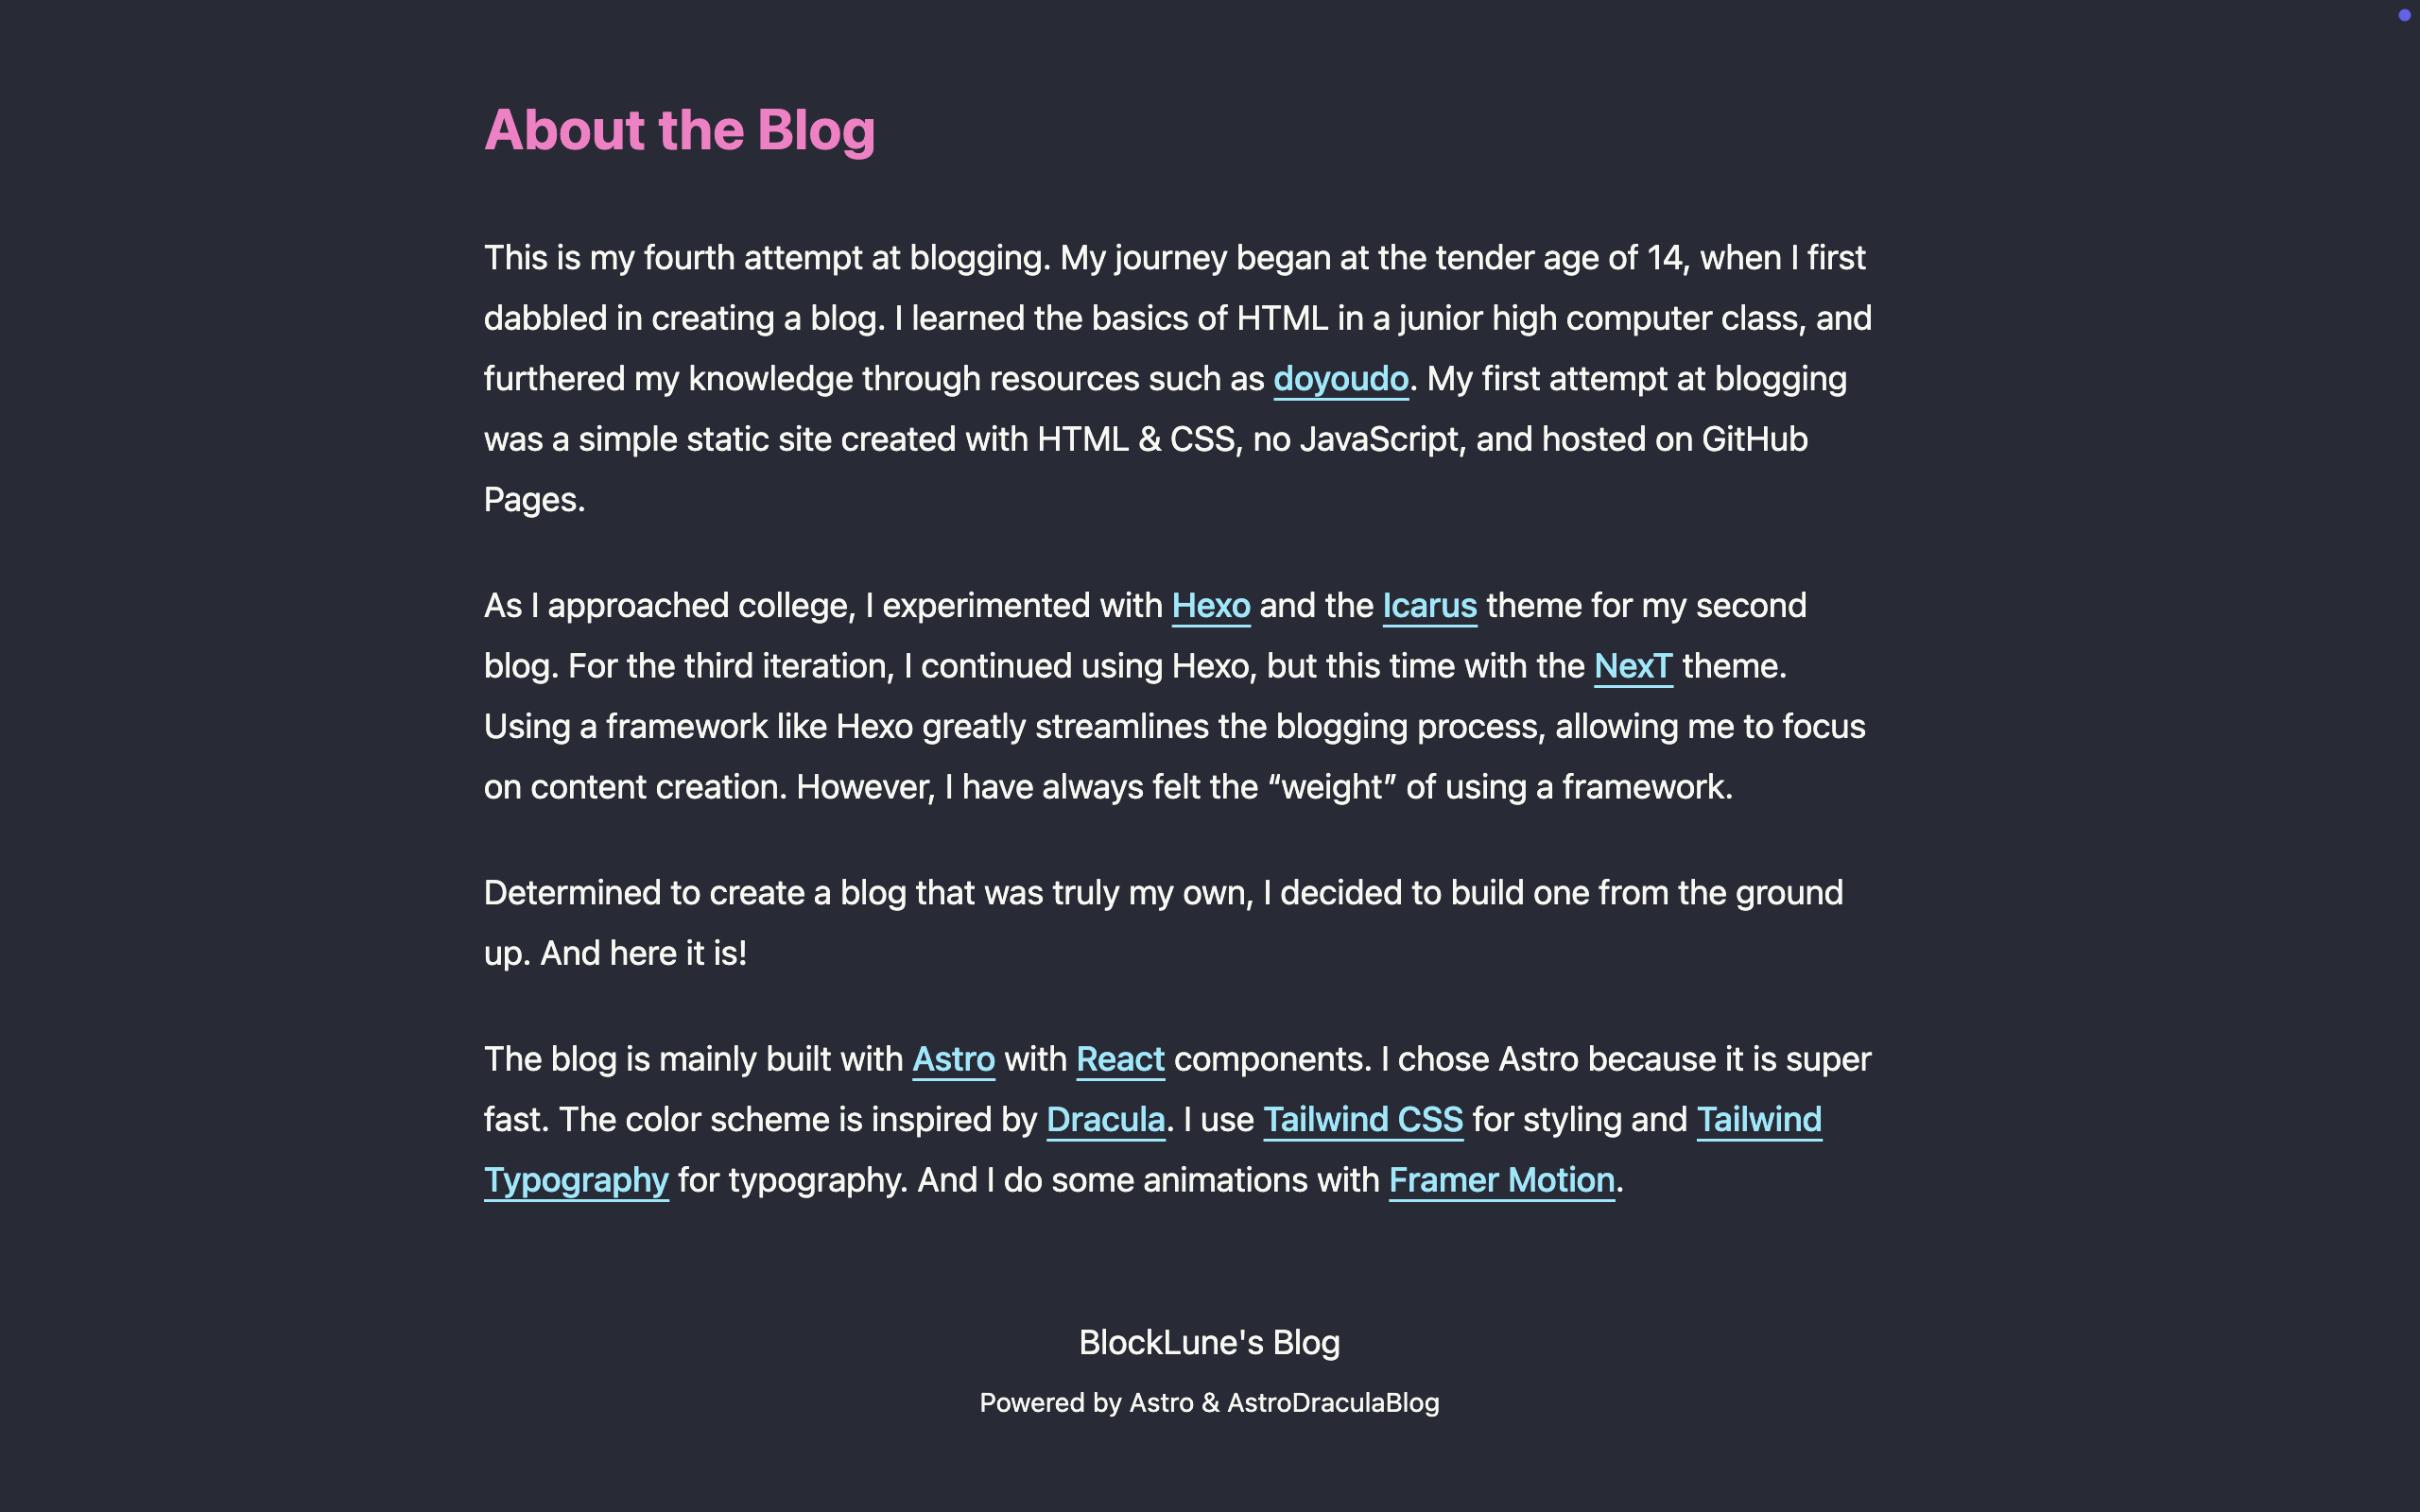 About the Blog
This is my fourth attempt at blogging. My journey began at the tender age of 14, when I first
dabbled in creating a blog. I learned the basics of HTML in a junior high computer class, and
furthered my knowledge through resources such as doyoudo. My first attempt at blogging
was a simple static site created with HTML & CSS, no JavaScript, and hosted on GitHub
Pages.
As I approached college, I experimented with Hexo and the Icarus theme for my second
blog. For the third iteration, I continued using Hexo, but this time with the NexT theme.
Using a framework like Hexo greatly streamlines the blogging process, allowing me to focus
on content creation. However, I have always felt the “weight” of using a framework.
Determined to create a blog that was truly my own, I decided to build one from the ground
up. And here it is!
The blog is mainly built with Astro with React components. I chose Astro because it is super
fast. The color scheme is inspired by Dracula. I use Tailwind CSS for styling and Tailwind
Typography for typography. And I do some animations with Framer Motion.
BlockLune's Blog
Powered by Astro & AstroDraculaBlog